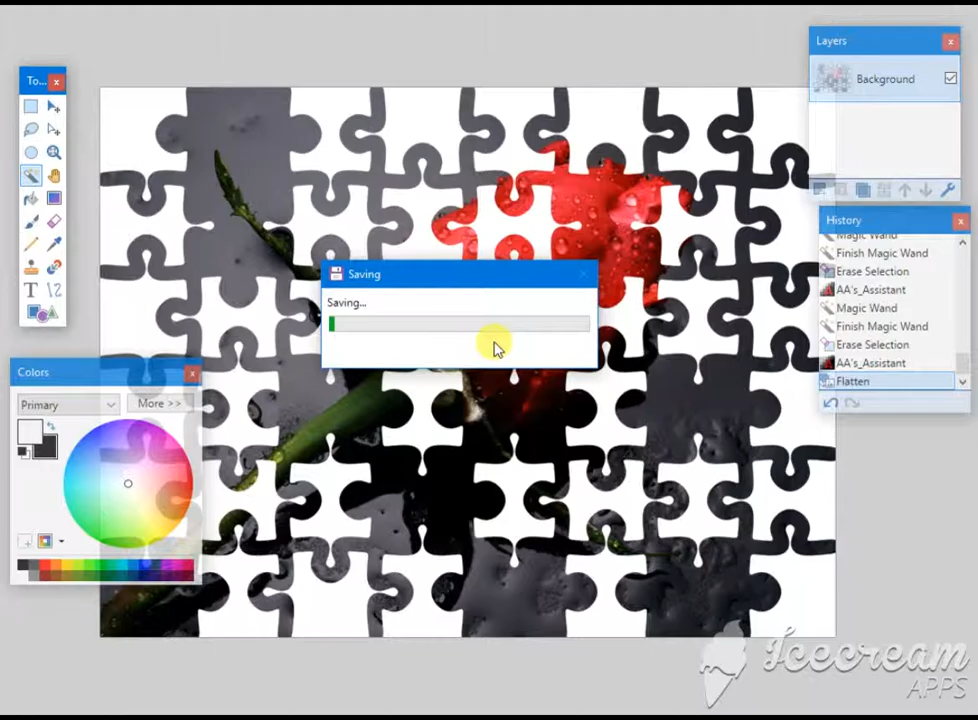 To...
Layers
Background
History
Magic Wand
Finish Magic Wand
Erase Selection
AA's_Assistant
Magic Wand
Finish Magic Wand
Erase Selection
AA's_Assistant
Flatten
Saving
Saving...
Colors
Primary
More >>
Icecream
APPS